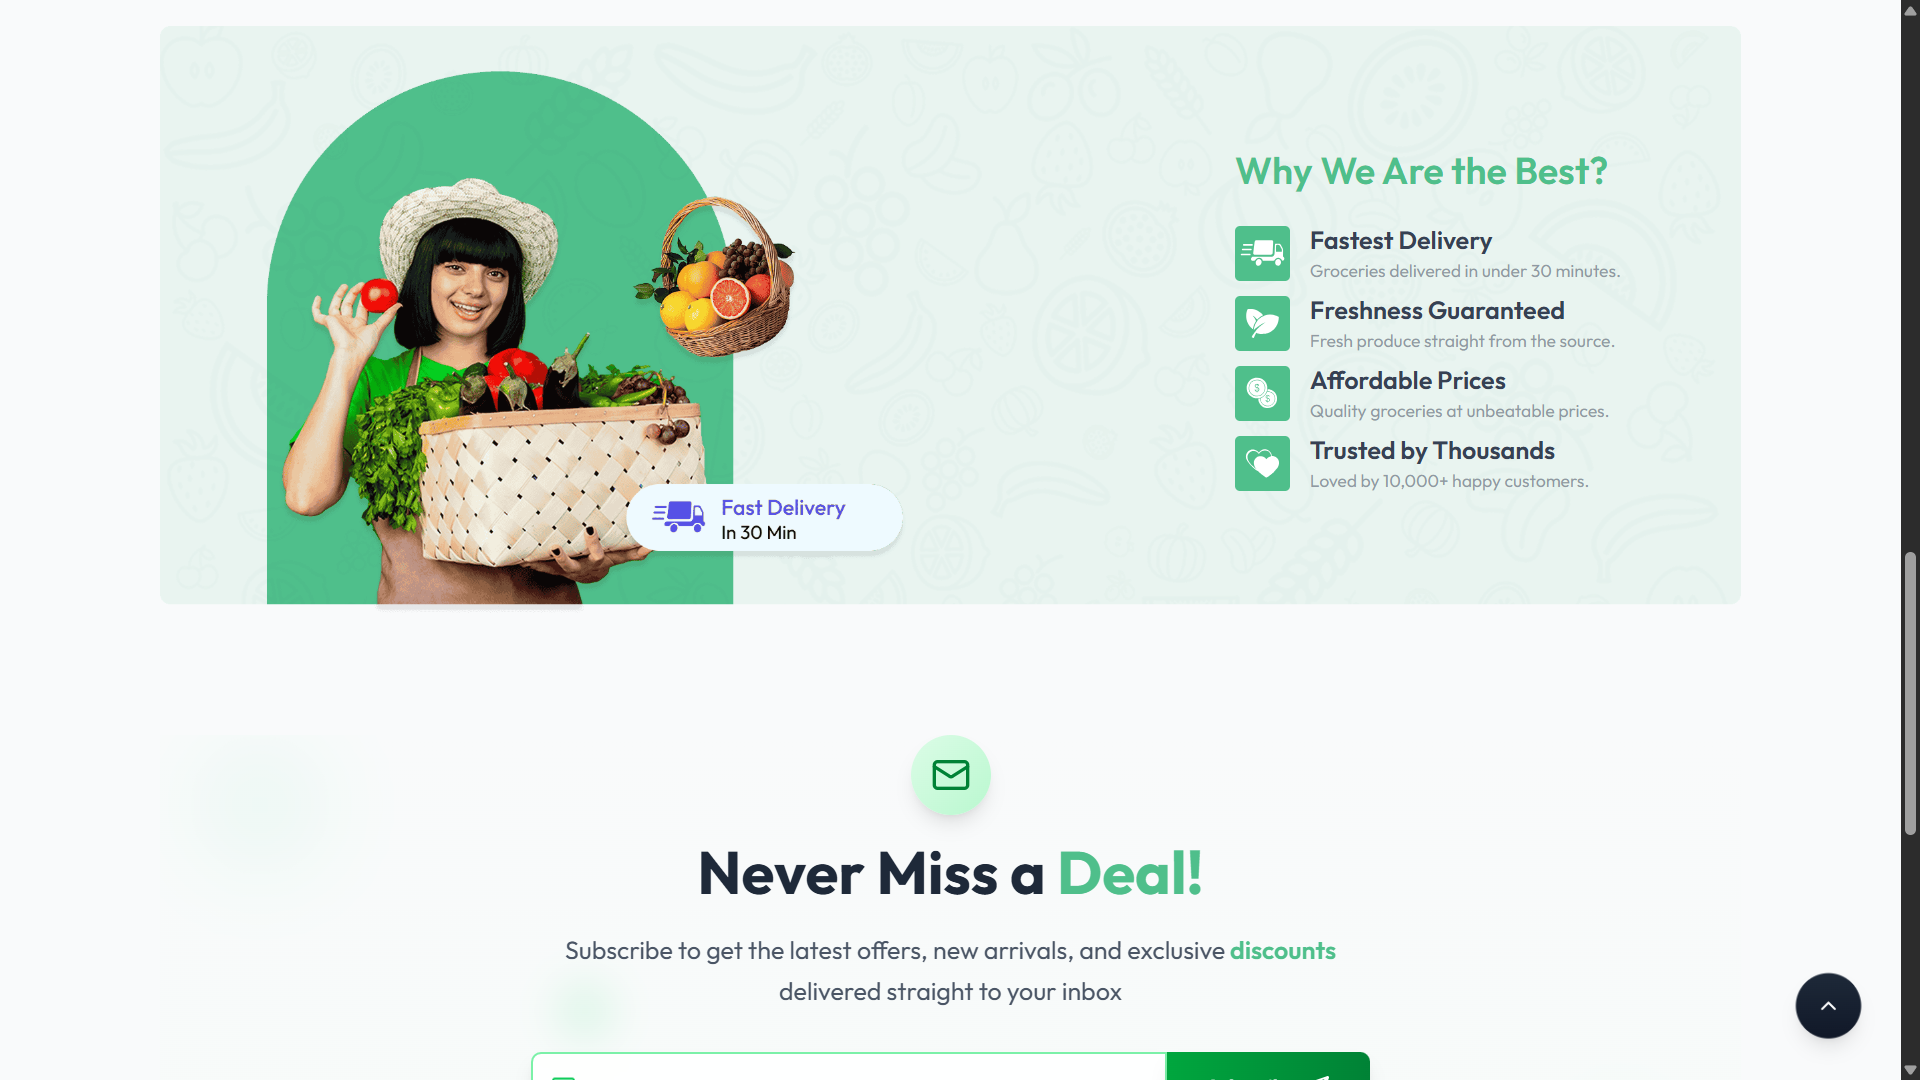 Why We Are the Best?
Fastest Delivery
Groceries delivered in under 30 minutes.
Freshness Guaranteed
Fresh produce straight from the source.
Affordable Prices
Quality groceries at unbeatable prices.
Trusted by Thousands
Loved by 10,000+ happy customers.
Fast Delivery
In 30 Min
Never Miss a Deal!
Subscribe to get the latest offers, new arrivals, and exclusive discounts
delivered straight to your inbox